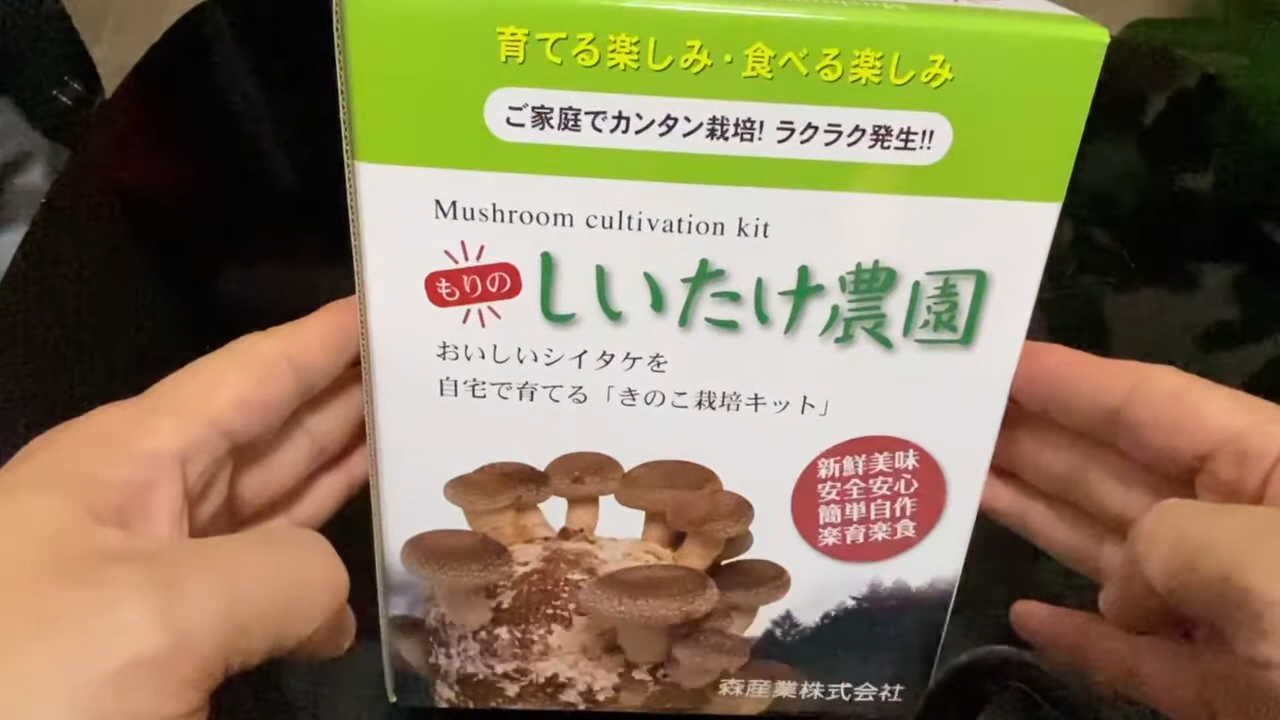 育てる楽しみ・食べる楽しみ
ご家庭でカンタン栽培! ラクラク発生!!
Mushroom cultivation kit
もりの しいたけ農園
おいしいシイタケを
自宅で育てる「きのこ栽培キット」
新鮮美味
安全安心
簡単自作
楽育楽食
森産業株式会社